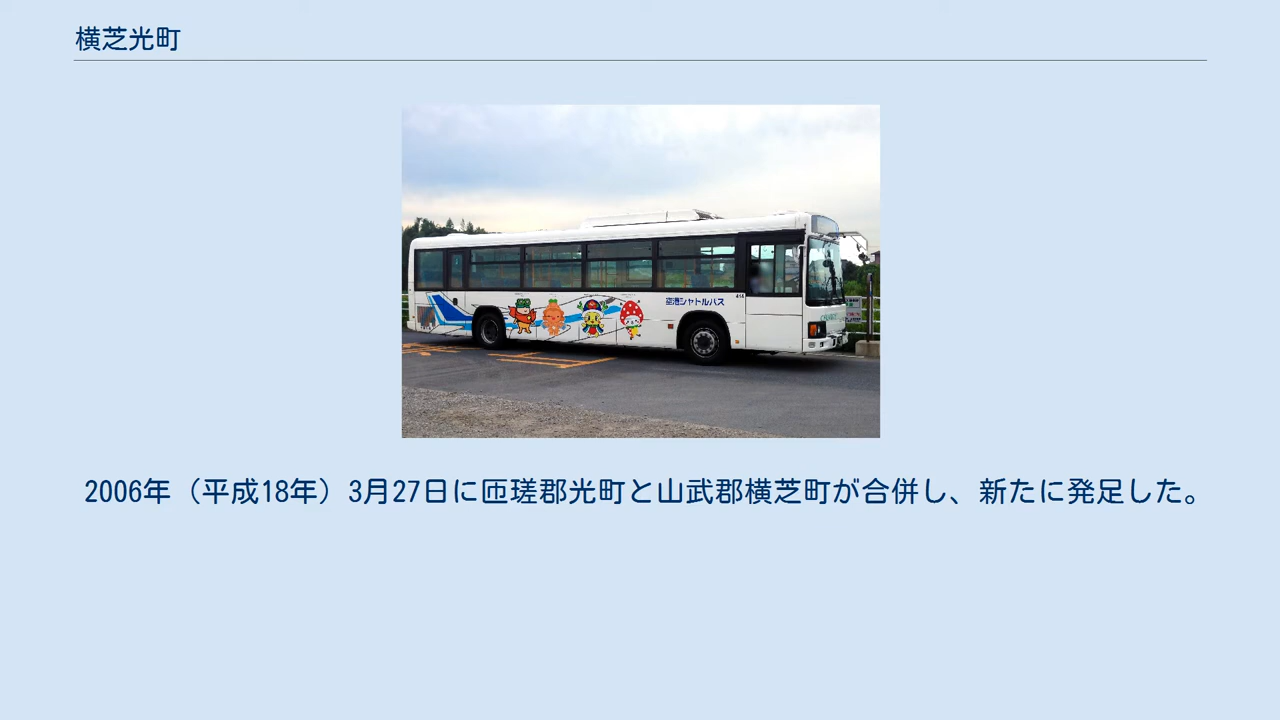 横芝光町
空港シャトルバス
414
2006年（平成18年）3月27日に匝瑳郡光町と山武郡横芝町が合併し、新たに発足した。